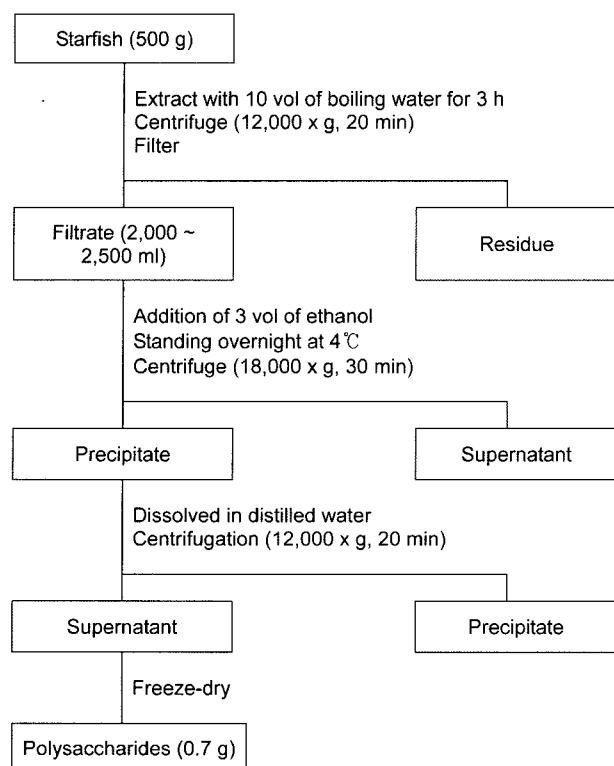 Starfish (500 g)
Extract with 10 vol of boiling water for 3 h
Centrifuge (12,000 x g, 20 min)
Filter
Filtrate (2,000 ~
2,500 ml)
Residue
Addition of 3 vol of ethanol
Standing overnight at 4℃
Centrifuge (18,000 x g, 30 min)
Precipitate
Supernatant
Dissolved in distilled water
Centrifugation (12,000 x g, 20 min)
Supernatant
Precipitate
Freeze-dry
Polysaccharides (0.7 g)